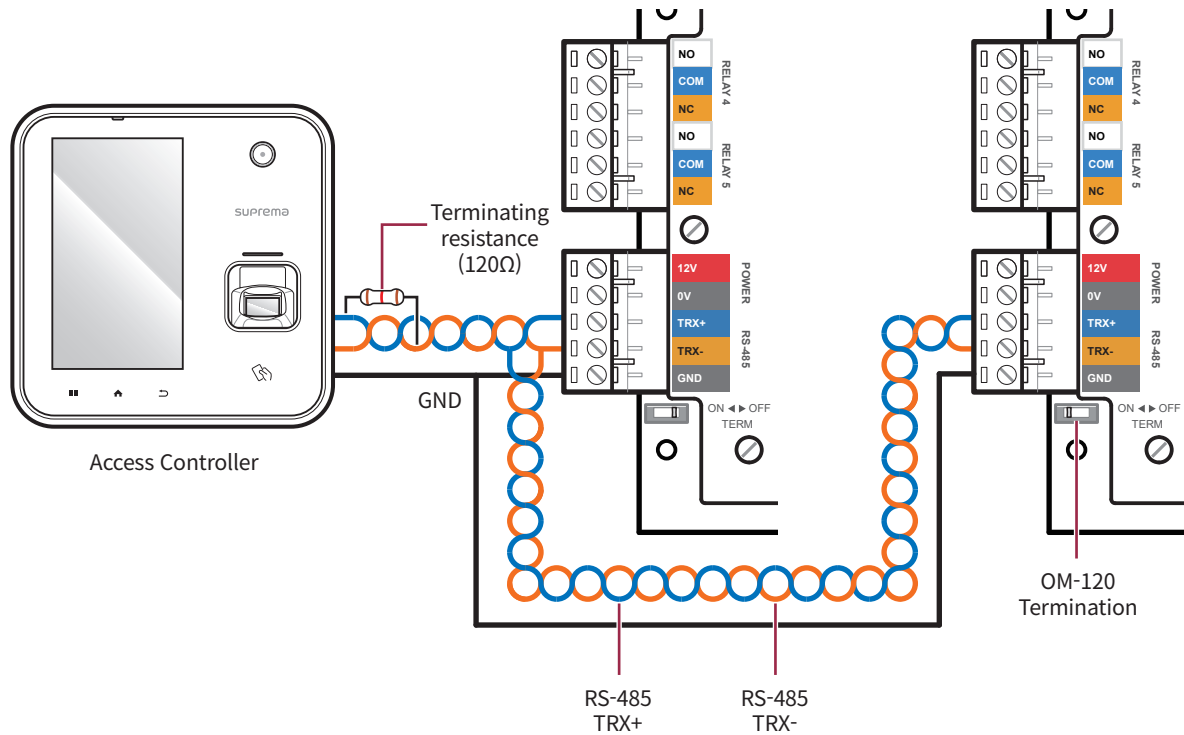 suprema
Access Controller
Terminating
resistance
(120Ω)
GND
NO
COM
NC
RELAY 4
NO
COM
NC
RELAY 5
12V
0V
POWER
TRX+
TRX-
RS-485
GND
ON ◄ ► OFF
TERM
NO
COM
NC
RELAY 4
NO
COM
NC
RELAY 5
12V
0V
POWER
TRX+
TRX-
RS-485
GND
ON ◄ ► OFF
TERM
OM-120
Termination
RS-485
TRX+
RS-485
TRX-